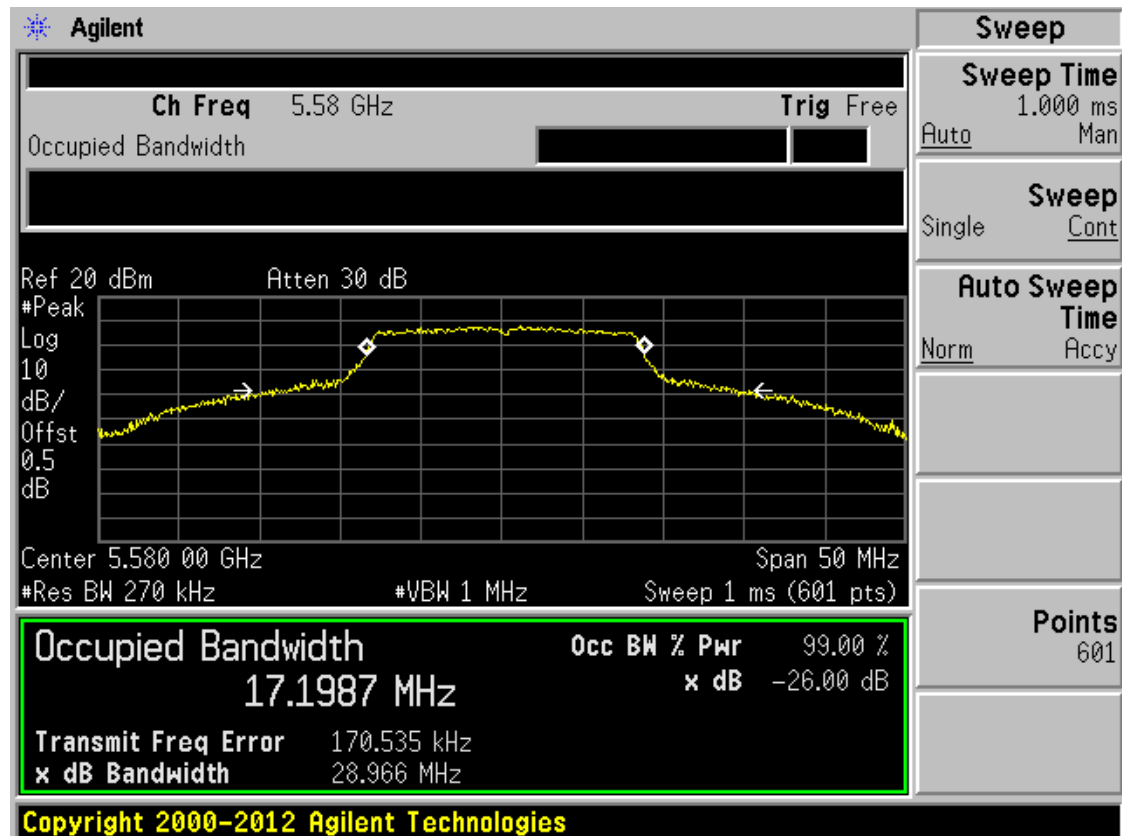 Agilent
Sweep
Ch Freq 5.58 GHz Trig Free
Occupied Bandwidth
Sweep Time
1.000 ms
Auto Man
Sweep
Single Cont
Auto Sweep
Time
Norm Accy
Points
601
Ref 20 dBm Atten 30 dB
#Peak
Log
10
dB/
Offst
0.5
dB
Center 5.580 00 GHz Span 50 MHz
#Res BW 270 kHz #VBW 1 MHz Sweep 1 ms (601 pts)
Occupied Bandwidth
17.1987 MHz
Occ BW % Pwr 99.00 %
x dB -26.00 dB
Transmit Freq Error 170.535 kHz
x dB Bandwidth 28.966 MHz
Copyright 2000-2012 Agilent Technologies